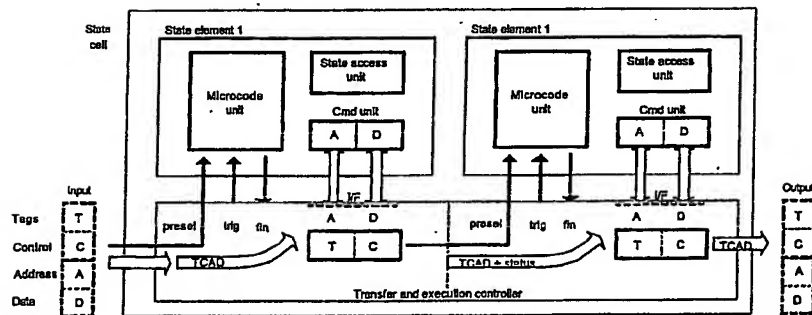 State cell
State element 1
Microcode unit
State access unit
Cmd unit
A D
State element 1
Microcode unit
State access unit
Cmd unit
A D
Input
Tags T
Control C
Address A
Data D
I/F
presel trig fin A D
T C
TCAD
I/F
presel trig fin A D
T C
TCAD + status
TCAD
Transfer and execution controller
Output
T
C
A
D